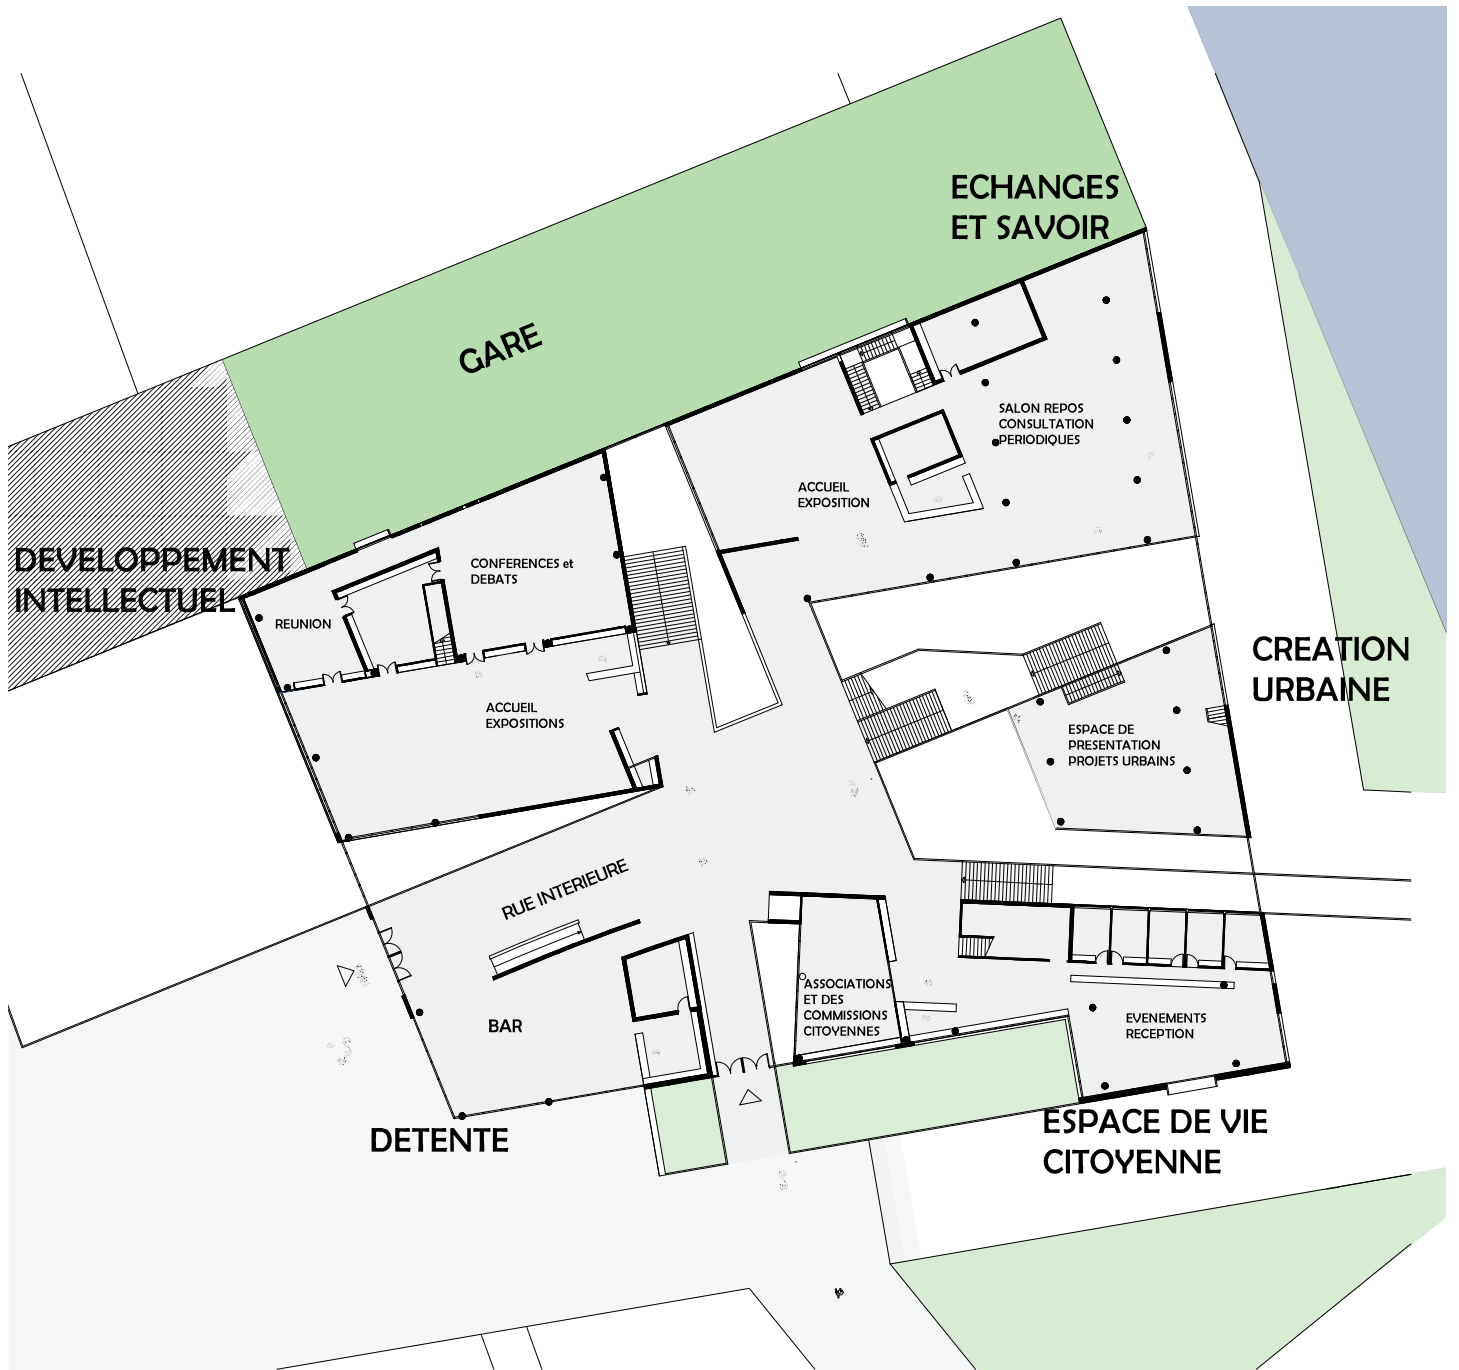 ECHANGES
ET SAVOIR
GARE
SALON REPOS
CONSULTATION
PERIODIQUES
ACCUEIL
EXPOSITION
DEVELOPPEMENT
INTELLECTUEL
CONFERENCES et
DEBATS
REUNION
CREATION
URBAINE
ACCUEIL
EXPOSITIONS
ESPACE DE
PRESENTATION
PROJETS URBAINS
RUE INTERIEURE
ASSOCIATIONS
ET DES
COMMISSIONS
CITOYENNES
BAR
EVENEMENTS
RECEPTION
DETENTE
ESPACE DE VIE
CITOYENNE